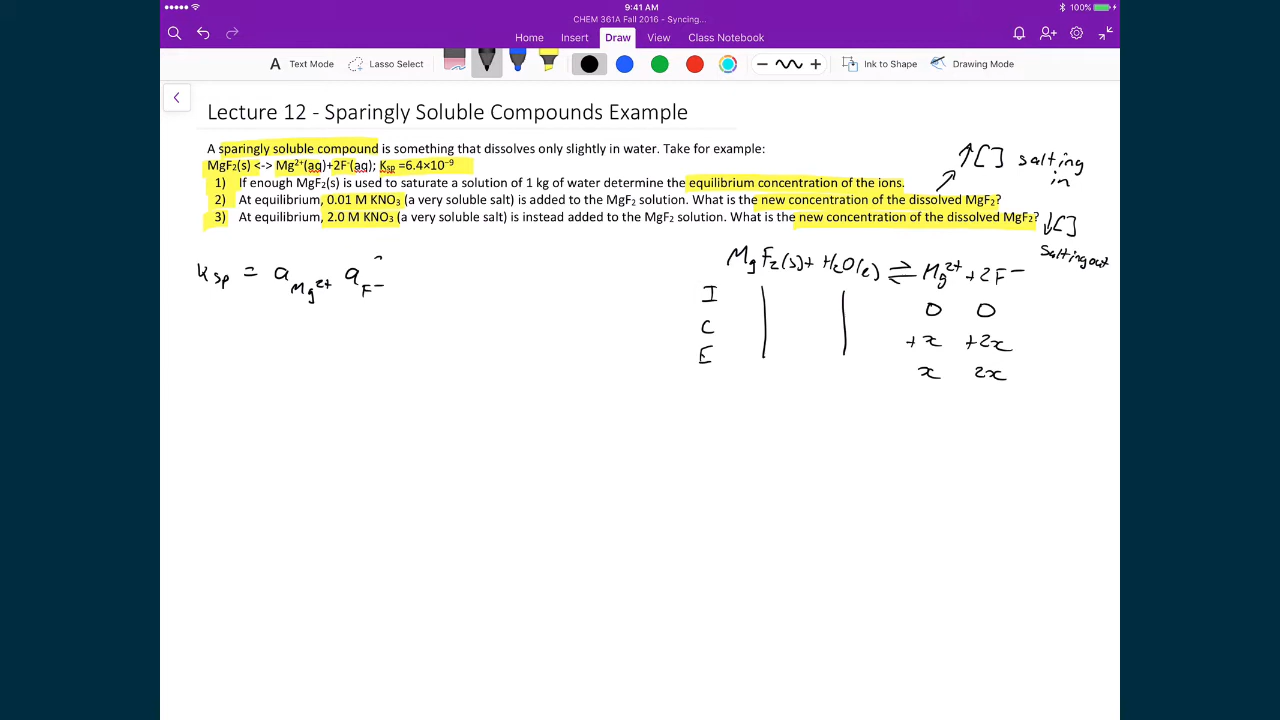 9:41 AM
100%
CHEM 361A Fall 2016 - Syncing...
Home Insert Draw View Class Notebook
A Text Mode Lasso Select Ink to Shape Drawing Mode
Lecture 12 - Sparingly Soluble Compounds Example
A sparingly soluble compound is something that dissolves only slightly in water. Take for example:
MgF₂(s) <-> Mg²⁺(aq)+2F⁻(aq); Ksp =6.4×10⁻⁹
1) If enough MgF₂(s) is used to saturate a solution of 1 kg of water determine the equilibrium concentration of the ions.
2) At equilibrium, 0.01 M KNO₃ (a very soluble salt) is added to the MgF₂ solution. What is the new concentration of the dissolved MgF₂?
3) At equilibrium, 2.0 M KNO₃ (a very soluble salt) is instead added to the MgF₂ solution. What is the new concentration of the dissolved MgF₂?
↑[] salting
in
↓[]
Salting out
Ksp = a Mg²⁺ a F⁻
MgF₂(s) + H₂O(l) ⇌ Mg²⁺ + 2F⁻
I 0 0
C +x +2x
E x 2x